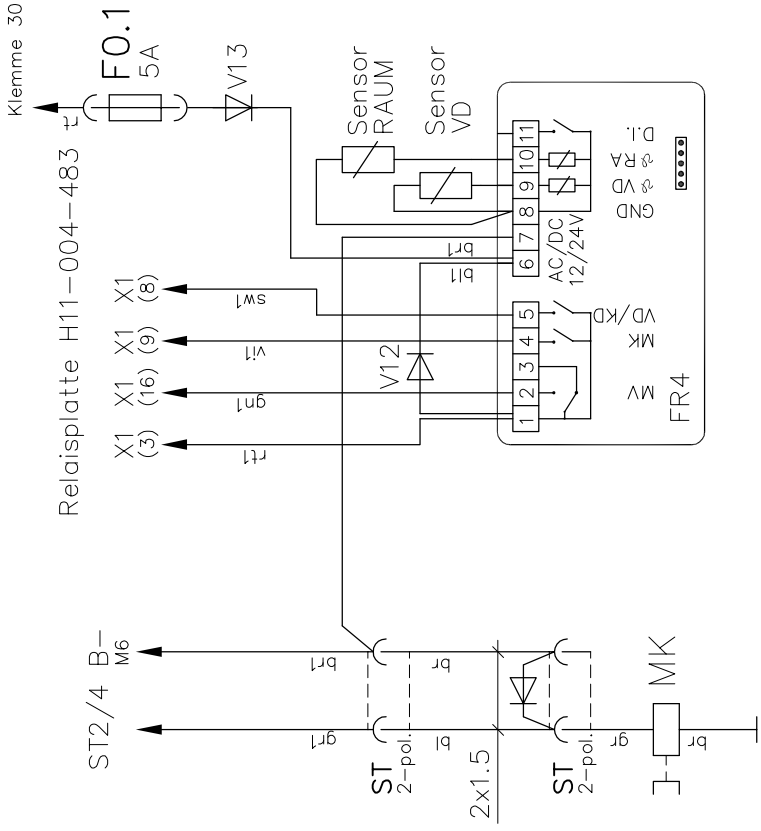 Klemme 30
rt
F0.1
5A
V13
Relaisplatte H11-004-483
X1
(8)
X1
(9)
X1
(16)
X1
(3)
sw1
vi1
gn1
rt1
Sensor
RAUM
Sensor
VD
V12
br1
bl1
11
10
9
8
7
6
5
4
3
2
1
D.I.
ϑ RA
ϑ VD
GND
AC/DC
12/24V
VD/KD
MK
MV
FR4
ST2/4
B-
M6
br1
gr1
ST
2-pol.
br
bl
2x1.5
ST
2-pol.
gr
MK
br